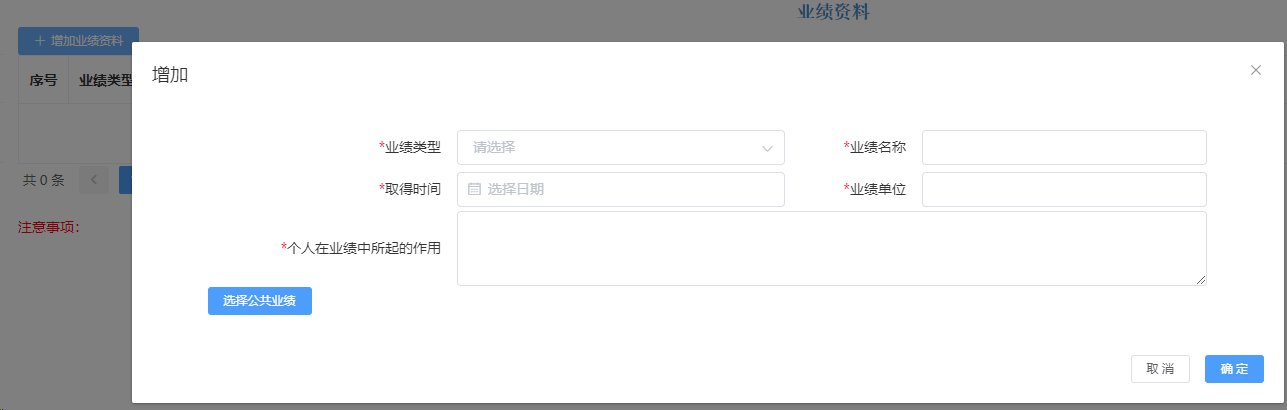 业绩资料
＋ 增加业绩资料
序号 业绩类型
增加
*业绩类型 请选择 *业绩名称
*取得时间 选择日期 *业绩单位
共 0 条
注意事项:
*个人在业绩中所起的作用
选择公共业绩
取 消 确 定